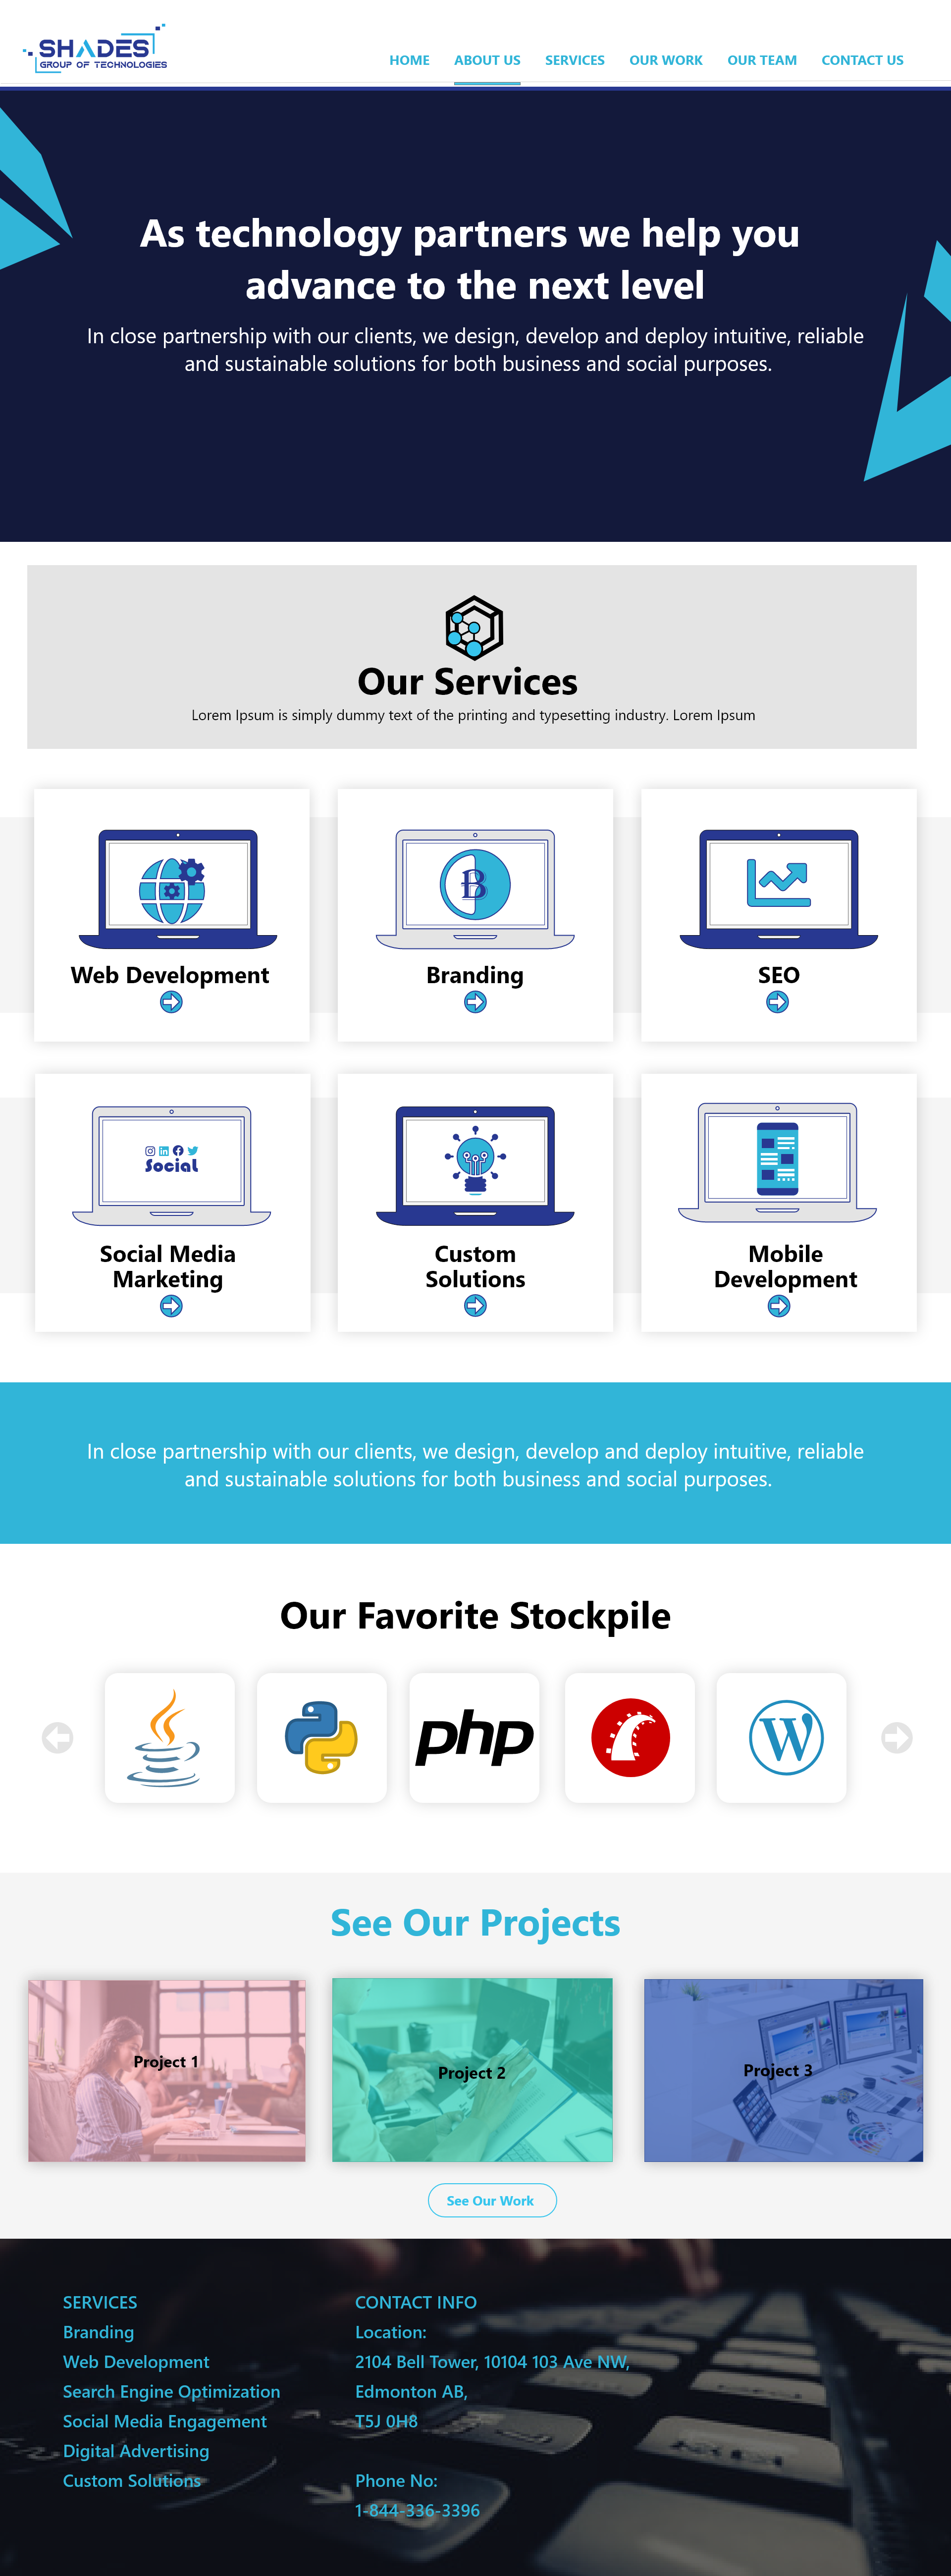 SHADES
GROUP OF TECHNOLOGIES
HOME ABOUT US SERVICES OUR WORK OUR TEAM CONTACT US
As technology partners we help you
advance to the next level
In close partnership with our clients, we design, develop and deploy intuitive, reliable
and sustainable solutions for both business and social purposes.
Our Services
Lorem Ipsum is simply dummy text of the printing and typesetting industry. Lorem Ipsum
B
Web Development
Branding
SEO
Social
Social Media
Marketing
Custom
Solutions
Mobile
Development
In close partnership with our clients, we design, develop and deploy intuitive, reliable
and sustainable solutions for both business and social purposes.
Our Favorite Stockpile
php
W
See Our Projects
Project 1
Project 2
Project 3
See Our Work
SERVICES
Branding
Web Development
Search Engine Optimization
Social Media Engagement
Digital Advertising
Custom Solutions
CONTACT INFO
Location:
2104 Bell Tower, 10104 103 Ave NW,
Edmonton AB,
T5J 0H8
Phone No:
1-844-336-3396